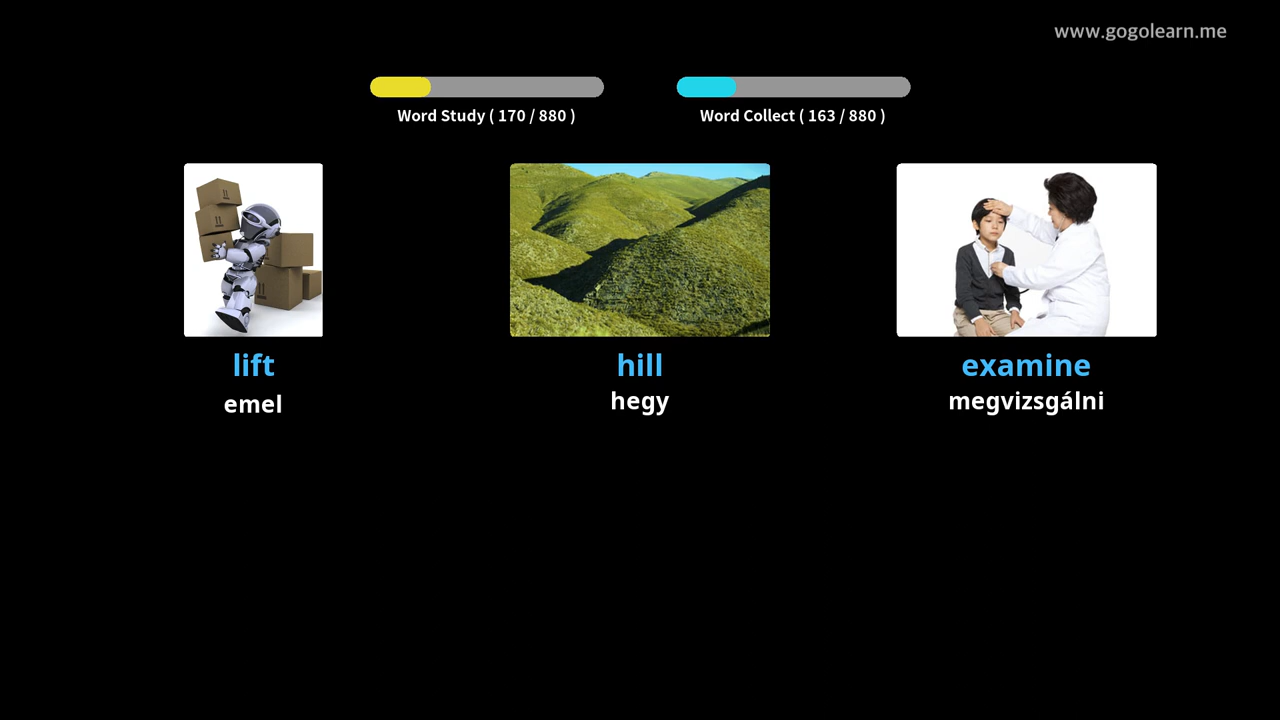 www.gogolearn.me
Word Study ( 170 / 880 )
Word Collect ( 163 / 880 )
lift
emel
hill
hegy
examine
megvizsgálni